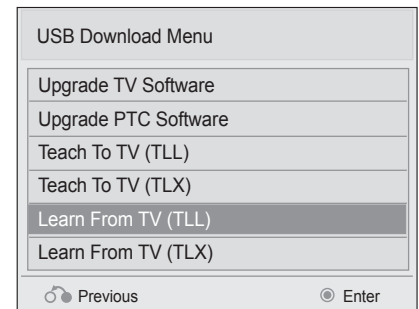 USB Download Menu
Upgrade TV Software
Upgrade PTC Software
Teach To TV (TLL)
Teach To TV (TLX)
Learn From TV (TLL)
Learn From TV (TLX)
Previous
Enter